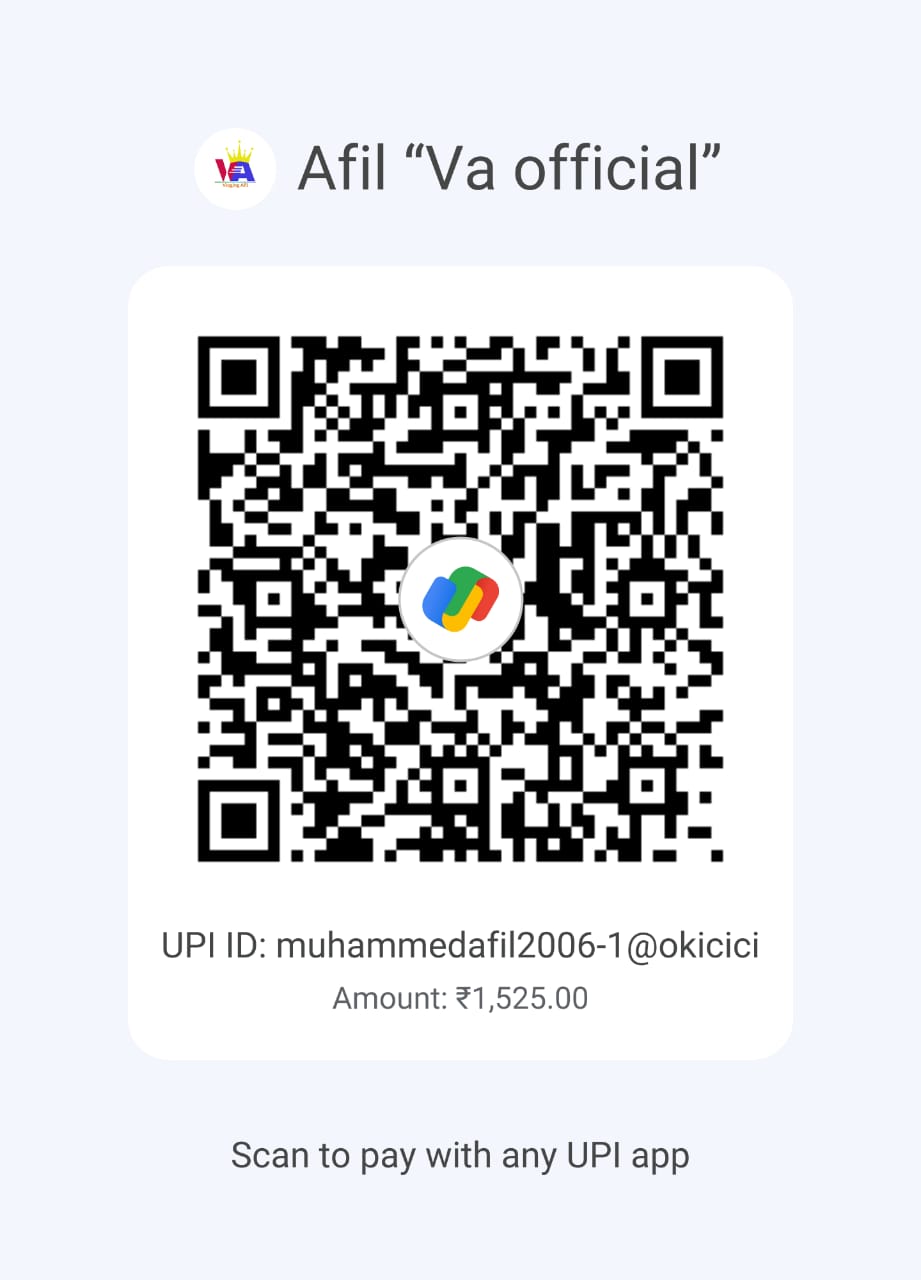 VA
Afil “Va official”
UPI ID: muhammedafil2006-1@okicici
Amount: ₹1,525.00
Scan to pay with any UPI app